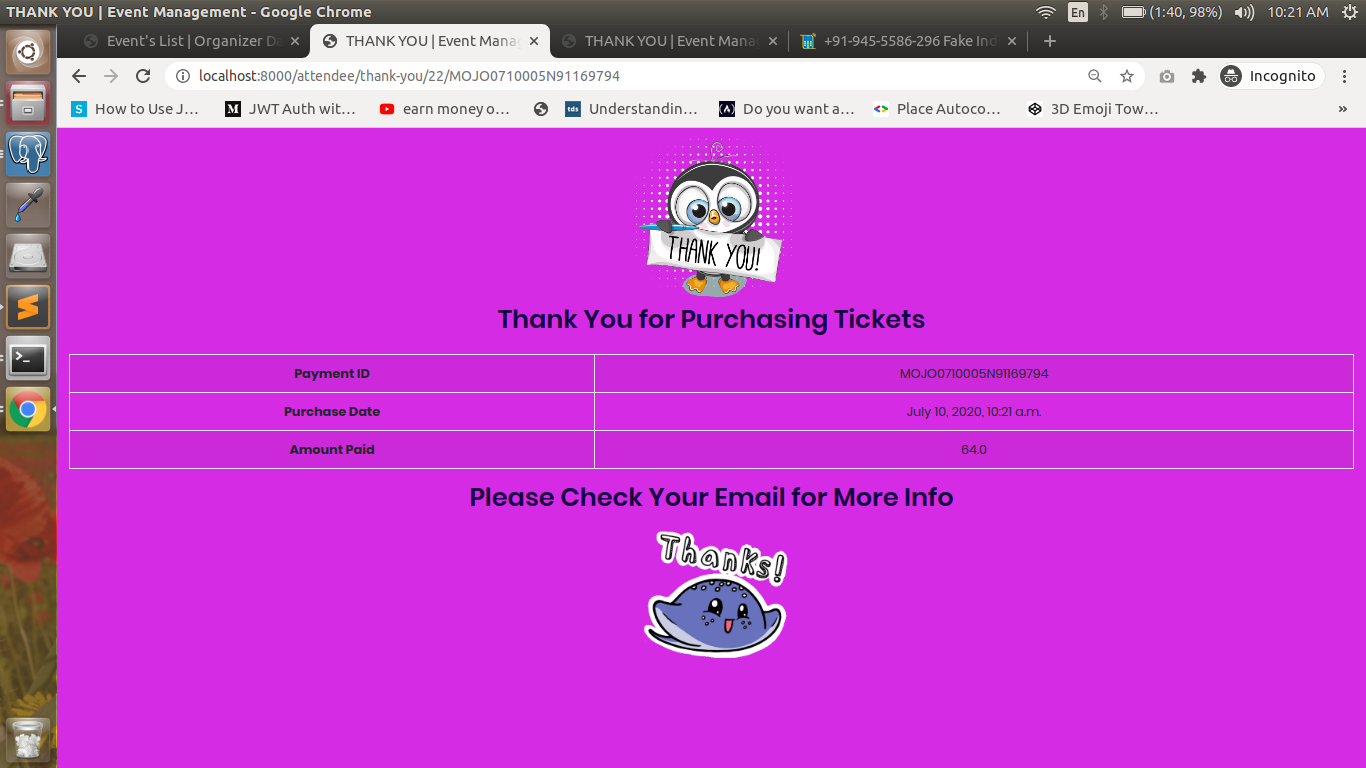 THANK YOU | Event Management - Google Chrome
En
(1:40, 98%)
10:21 AM
Event's List | Organizer Da
THANK YOU | Event Mana
THANK YOU | Event Mana
+91-945-5586-296 Fake Ind
localhost:8000/attendee/thank-you/22/MOJO0710005N91169794
Incognito
S How to Use J…
M JWT Auth wit…
earn money o…
tds Understandin…
Do you want a…
Place Autoco…
3D Emoji Tow…
»
THANK YOU!
Thank You for Purchasing Tickets
Payment ID MOJO0710005N91169794
Purchase Date July 10, 2020, 10:21 a.m.
Amount Paid 64.0
Please Check Your Email for More Info
Thanks!